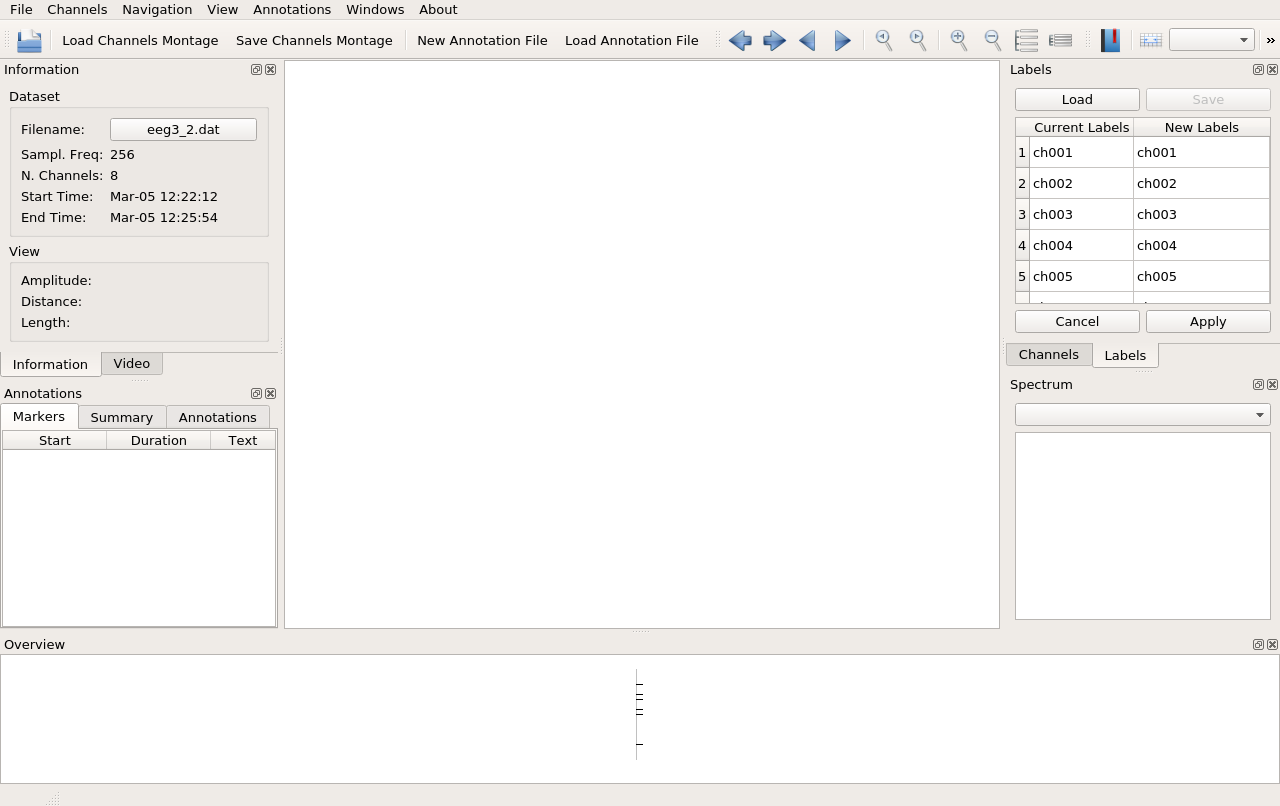 File Channels Navigation View Annotations Windows About
Load Channels Montage Save Channels Montage New Annotation File Load Annotation File »
Information
Dataset
Filename: eeg3_2.dat
Sampl. Freq: 256
N. Channels: 8
Start Time: Mar-05 12:22:12
End Time: Mar-05 12:25:54
View
Amplitude:
Distance:
Length:
Information Video
Annotations
Markers Summary Annotations
Start Duration Text
Labels
Load Save
Current Labels New Labels
1 ch001 ch001
2 ch002 ch002
3 ch003 ch003
4 ch004 ch004
5 ch005 ch005
Cancel Apply
Channels Labels
Spectrum
Overview